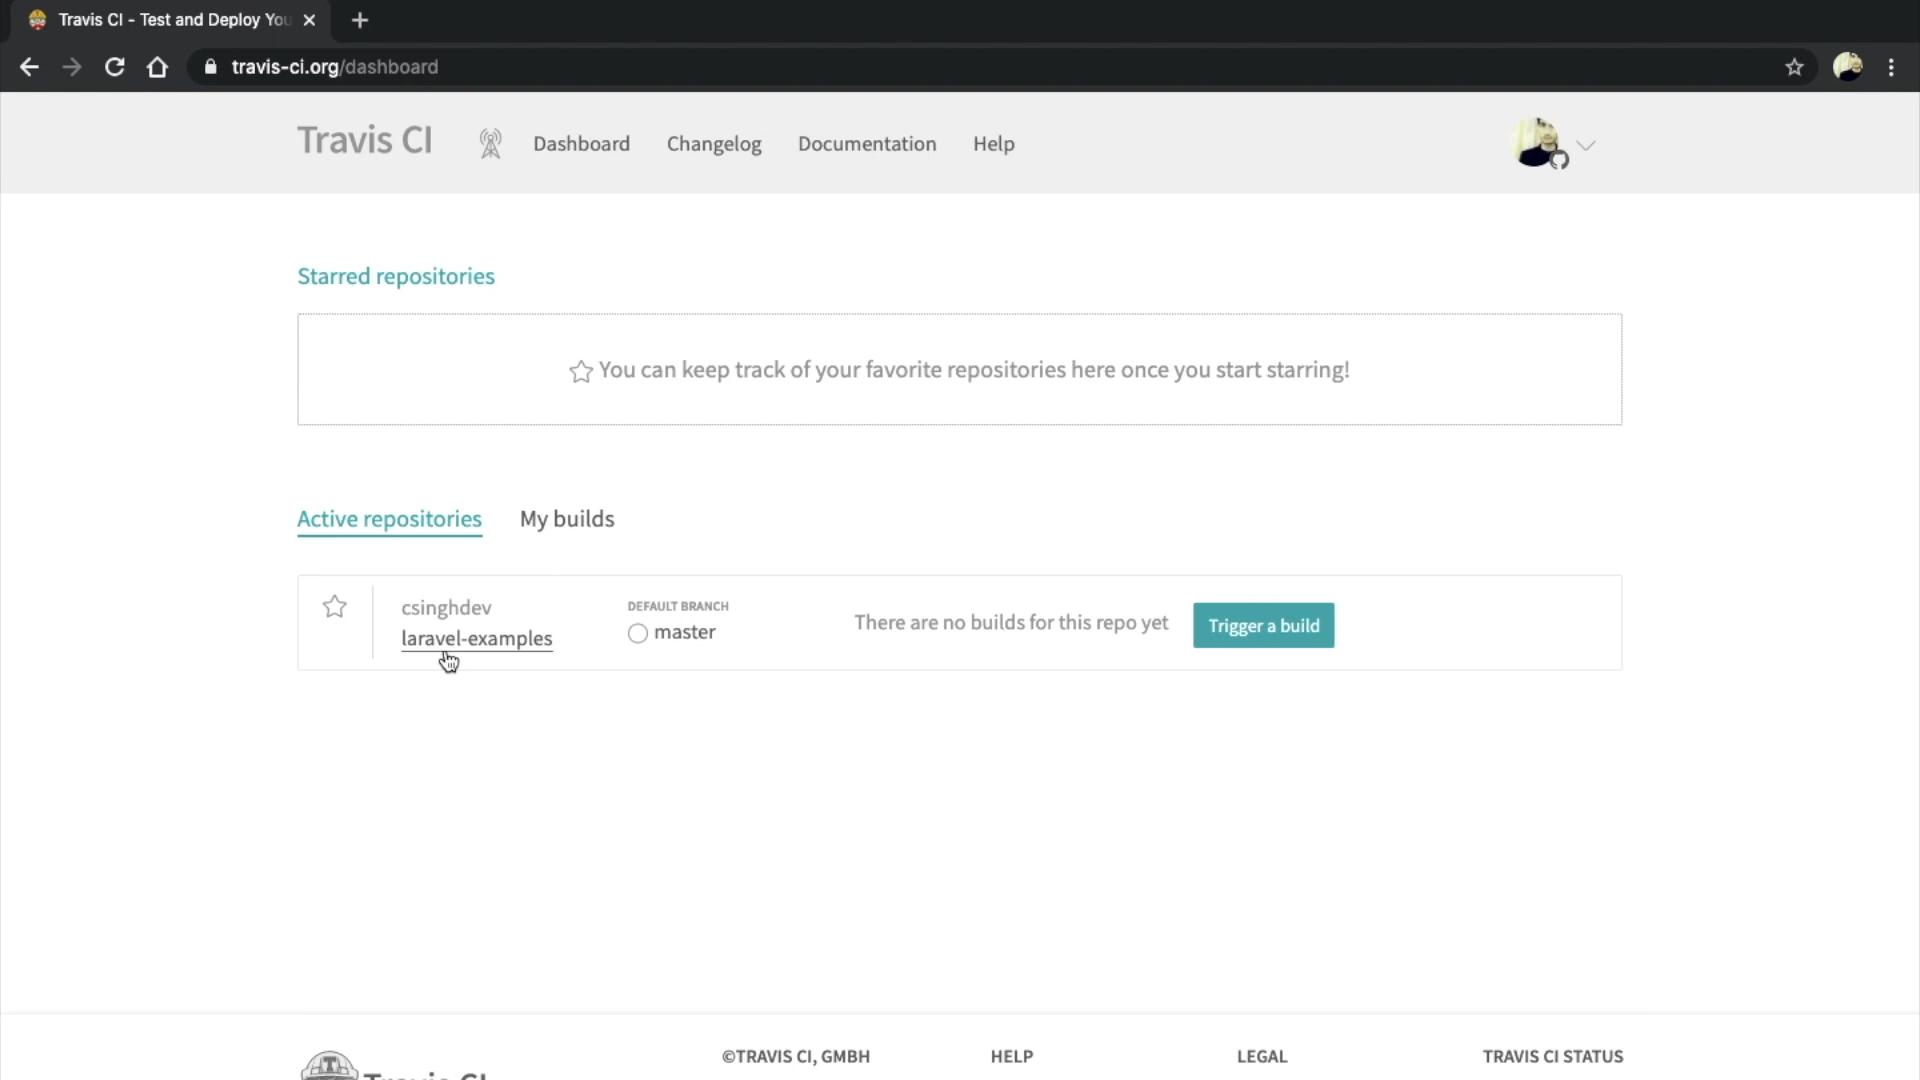 Travis CI - Test and Deploy You
travis-ci.org/dashboard
Travis CI
Dashboard
Changelog
Documentation
Help
Starred repositories
You can keep track of your favorite repositories here once you start starring!
Active repositories
My builds
csinghdev
laravel-examples
DEFAULT BRANCH
master
There are no builds for this repo yet
Trigger a build
©TRAVIS CI, GMBH
HELP
LEGAL
TRAVIS CI STATUS
Travis CI